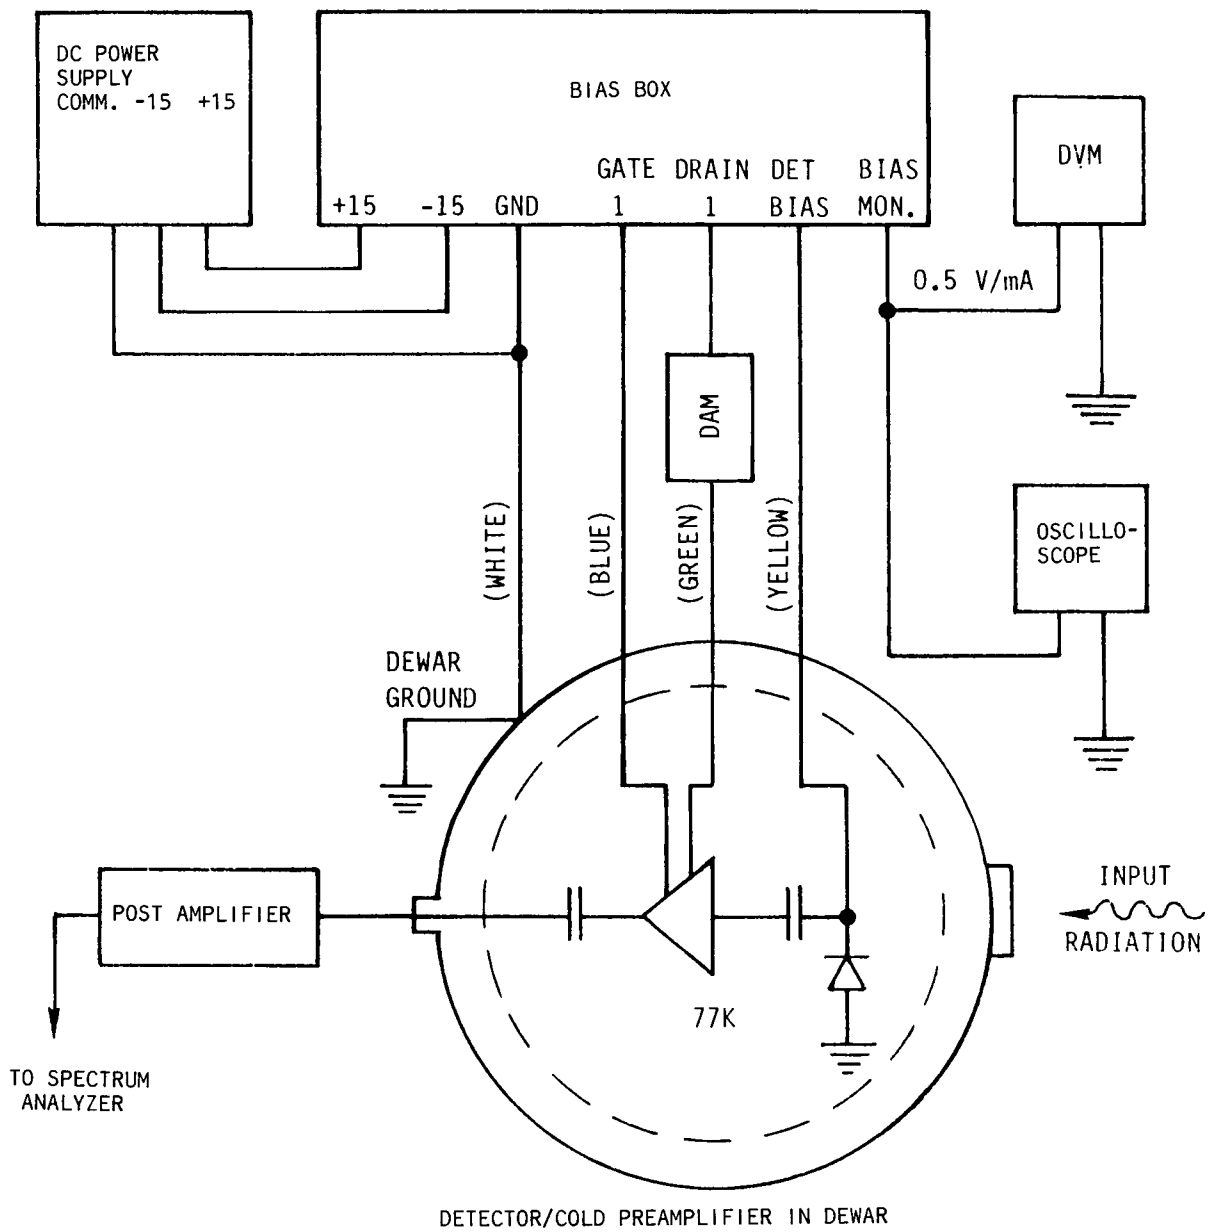 DC POWER
SUPPLY
COMM. -15 +15
BIAS BOX
GATE DRAIN DET BIAS
+15 -15 GND 1 1 BIAS MON.
DVM
0.5 V/mA
DAM
OSCILLO-
SCOPE
(WHITE)
(BLUE)
(GREEN)
(YELLOW)
DEWAR
GROUND
POST AMPLIFIER
INPUT
RADIATION
77K
TO SPECTRUM
ANALYZER
DETECTOR/COLD PREAMPLIFIER IN DEWAR